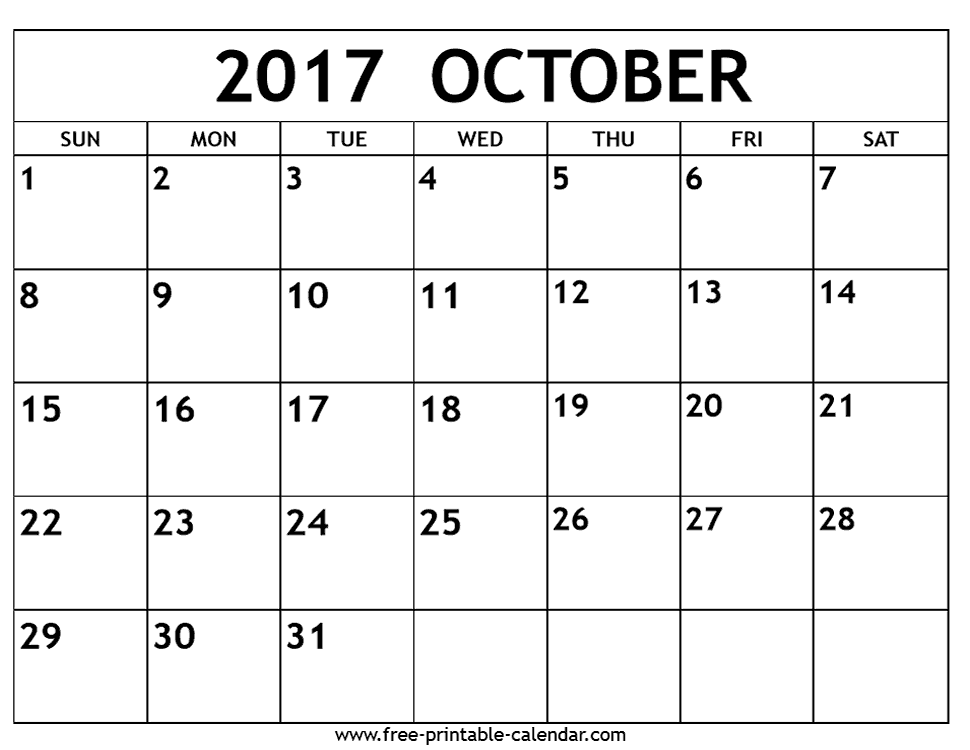 2017 OCTOBER
SUN MON TUE WED THU FRI SAT
1 2 3 4 5 6 7
8 9 10 11 12 13 14
15 16 17 18 19 20 21
22 23 24 25 26 27 28
29 30 31
www.free-printable-calendar.com